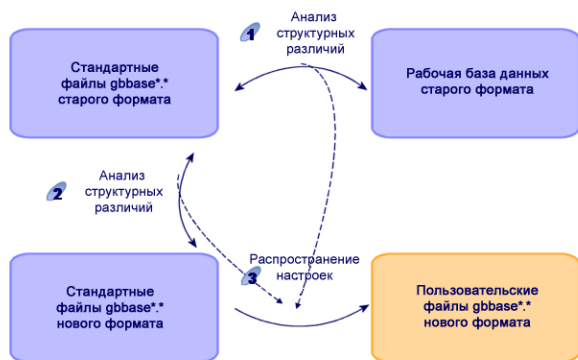 1
Анализ
структурных
различий
Стандартные
файлы gbbase*.*
старого формата
Рабочая база данных
старого формата
2
Анализ
структурных
различий
3
Распространение
настроек
Стандартные
файлы gbbase*.*
нового формата
Пользовательские
файлы gbbase*.*
нового формата